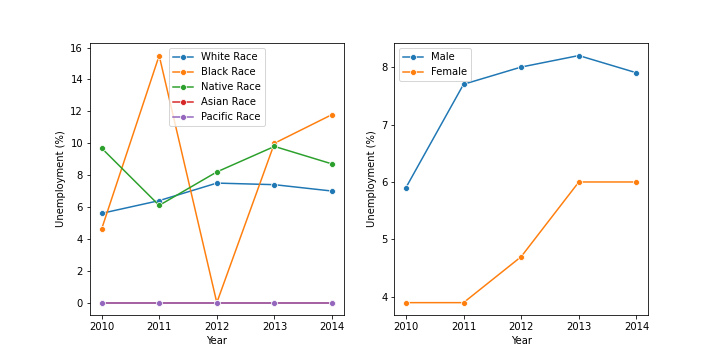 16
14
12
10
8
6
4
2
0
Unemployment (%)
White Race
Black Race
Native Race
Asian Race
Pacific Race
2010 2011 2012 2013 2014
Year
8
7
6
5
4
Unemployment (%)
Male
Female
2010 2011 2012 2013 2014
Year